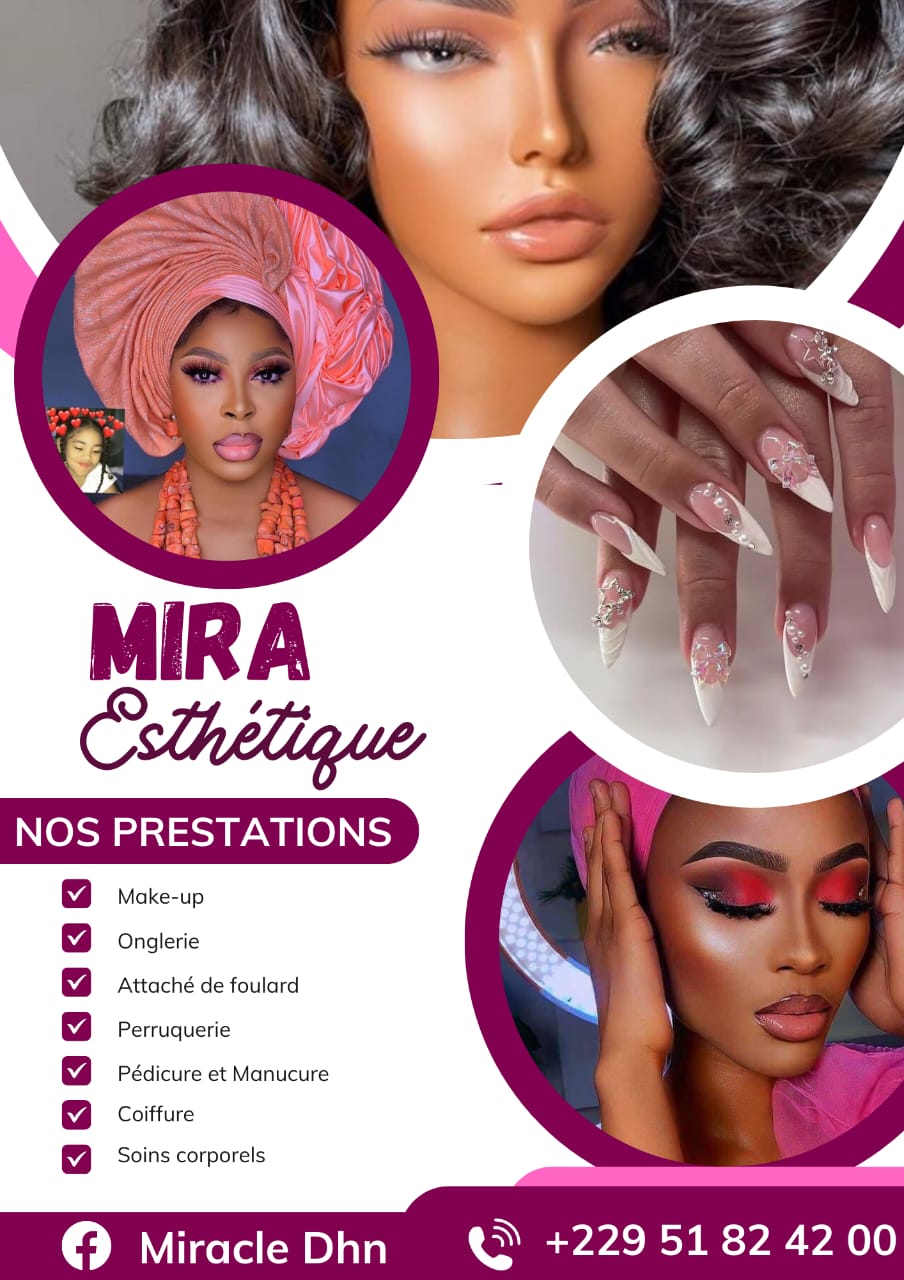 MIRA
Esthétique
NOS PRESTATIONS
Make-up
Onglerie
Attaché de foulard
Perruquerie
Pédicure et Manucure
Coiffure
Soins corporels
Miracle Dhn
+229 51 82 42 00